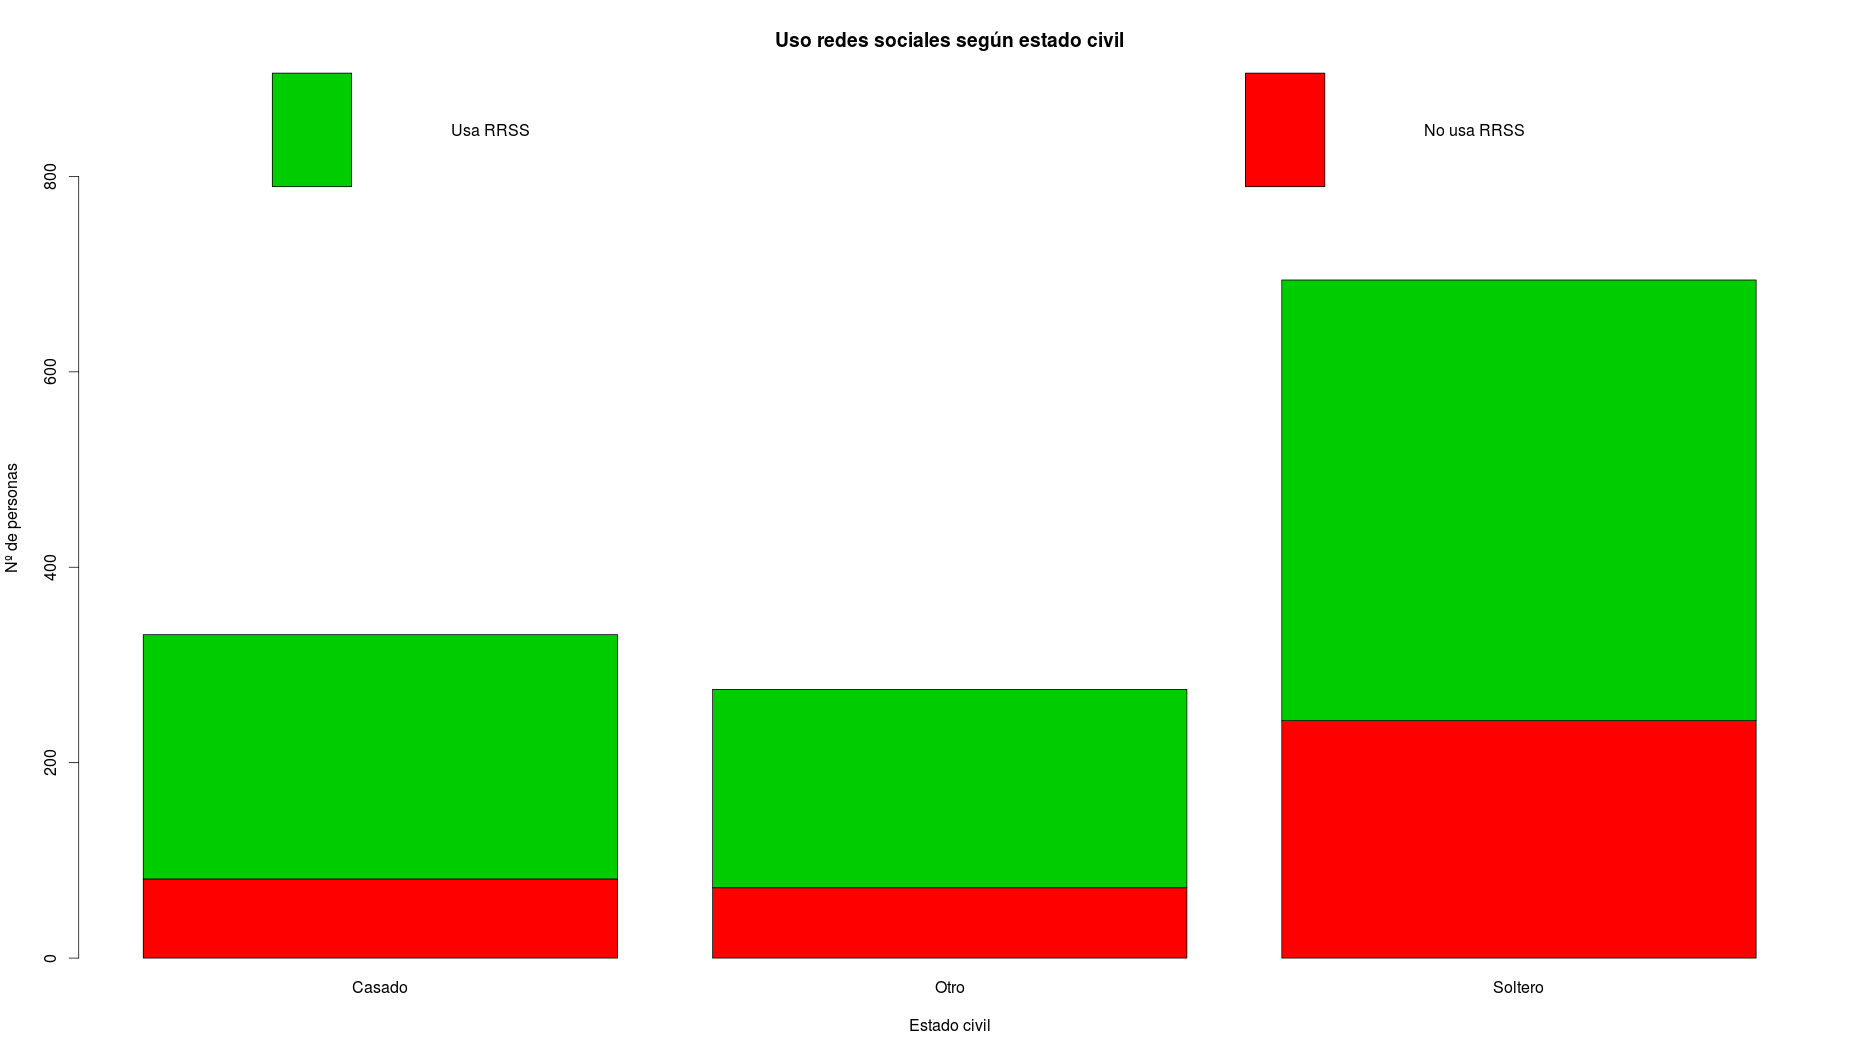 Uso redes sociales según estado civil
Usa RRSS
No usa RRSS
800
600
400
200
0
Nº de personas
Casado
Otro
Soltero
Estado civil